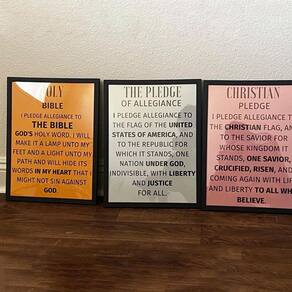 HOLY
BIBLE
I PLEDGE ALLEGIANCE TO
THE BIBLE
GOD'S HOLY WORD. I WILL
MAKE IT A LAMP UNTO MY
FEET AND A LIGHT UNTO MY
PATH AND WILL HIDE ITS
WORDS IN MY HEART THAT I
MIGHT NOT SIN AGAINST
GOD.
THE PLEDGE
OF ALLEGIANCE
I PLEDGE ALLEGIANCE TO
THE FLAG OF THE UNITED
STATES OF AMERICA, AND
TO THE REPUBLIC FOR
WHICH IT STANDS, ONE
NATION UNDER GOD,
INDIVISIBLE, WITH LIBERTY
AND JUSTICE
FOR ALL.
CHRISTIAN
PLEDGE
I PLEDGE ALLEGIANCE T
THE CHRISTIAN FLAG, AN
TO THE SAVIOR FOR
WHOSE KINGDOM IT
STANDS, ONE SAVIOR,
CRUCIFIED, RISEN, AND
COMING AGAIN WITH LIF
AND LIBERTY TO ALL WH
BELIEVE.